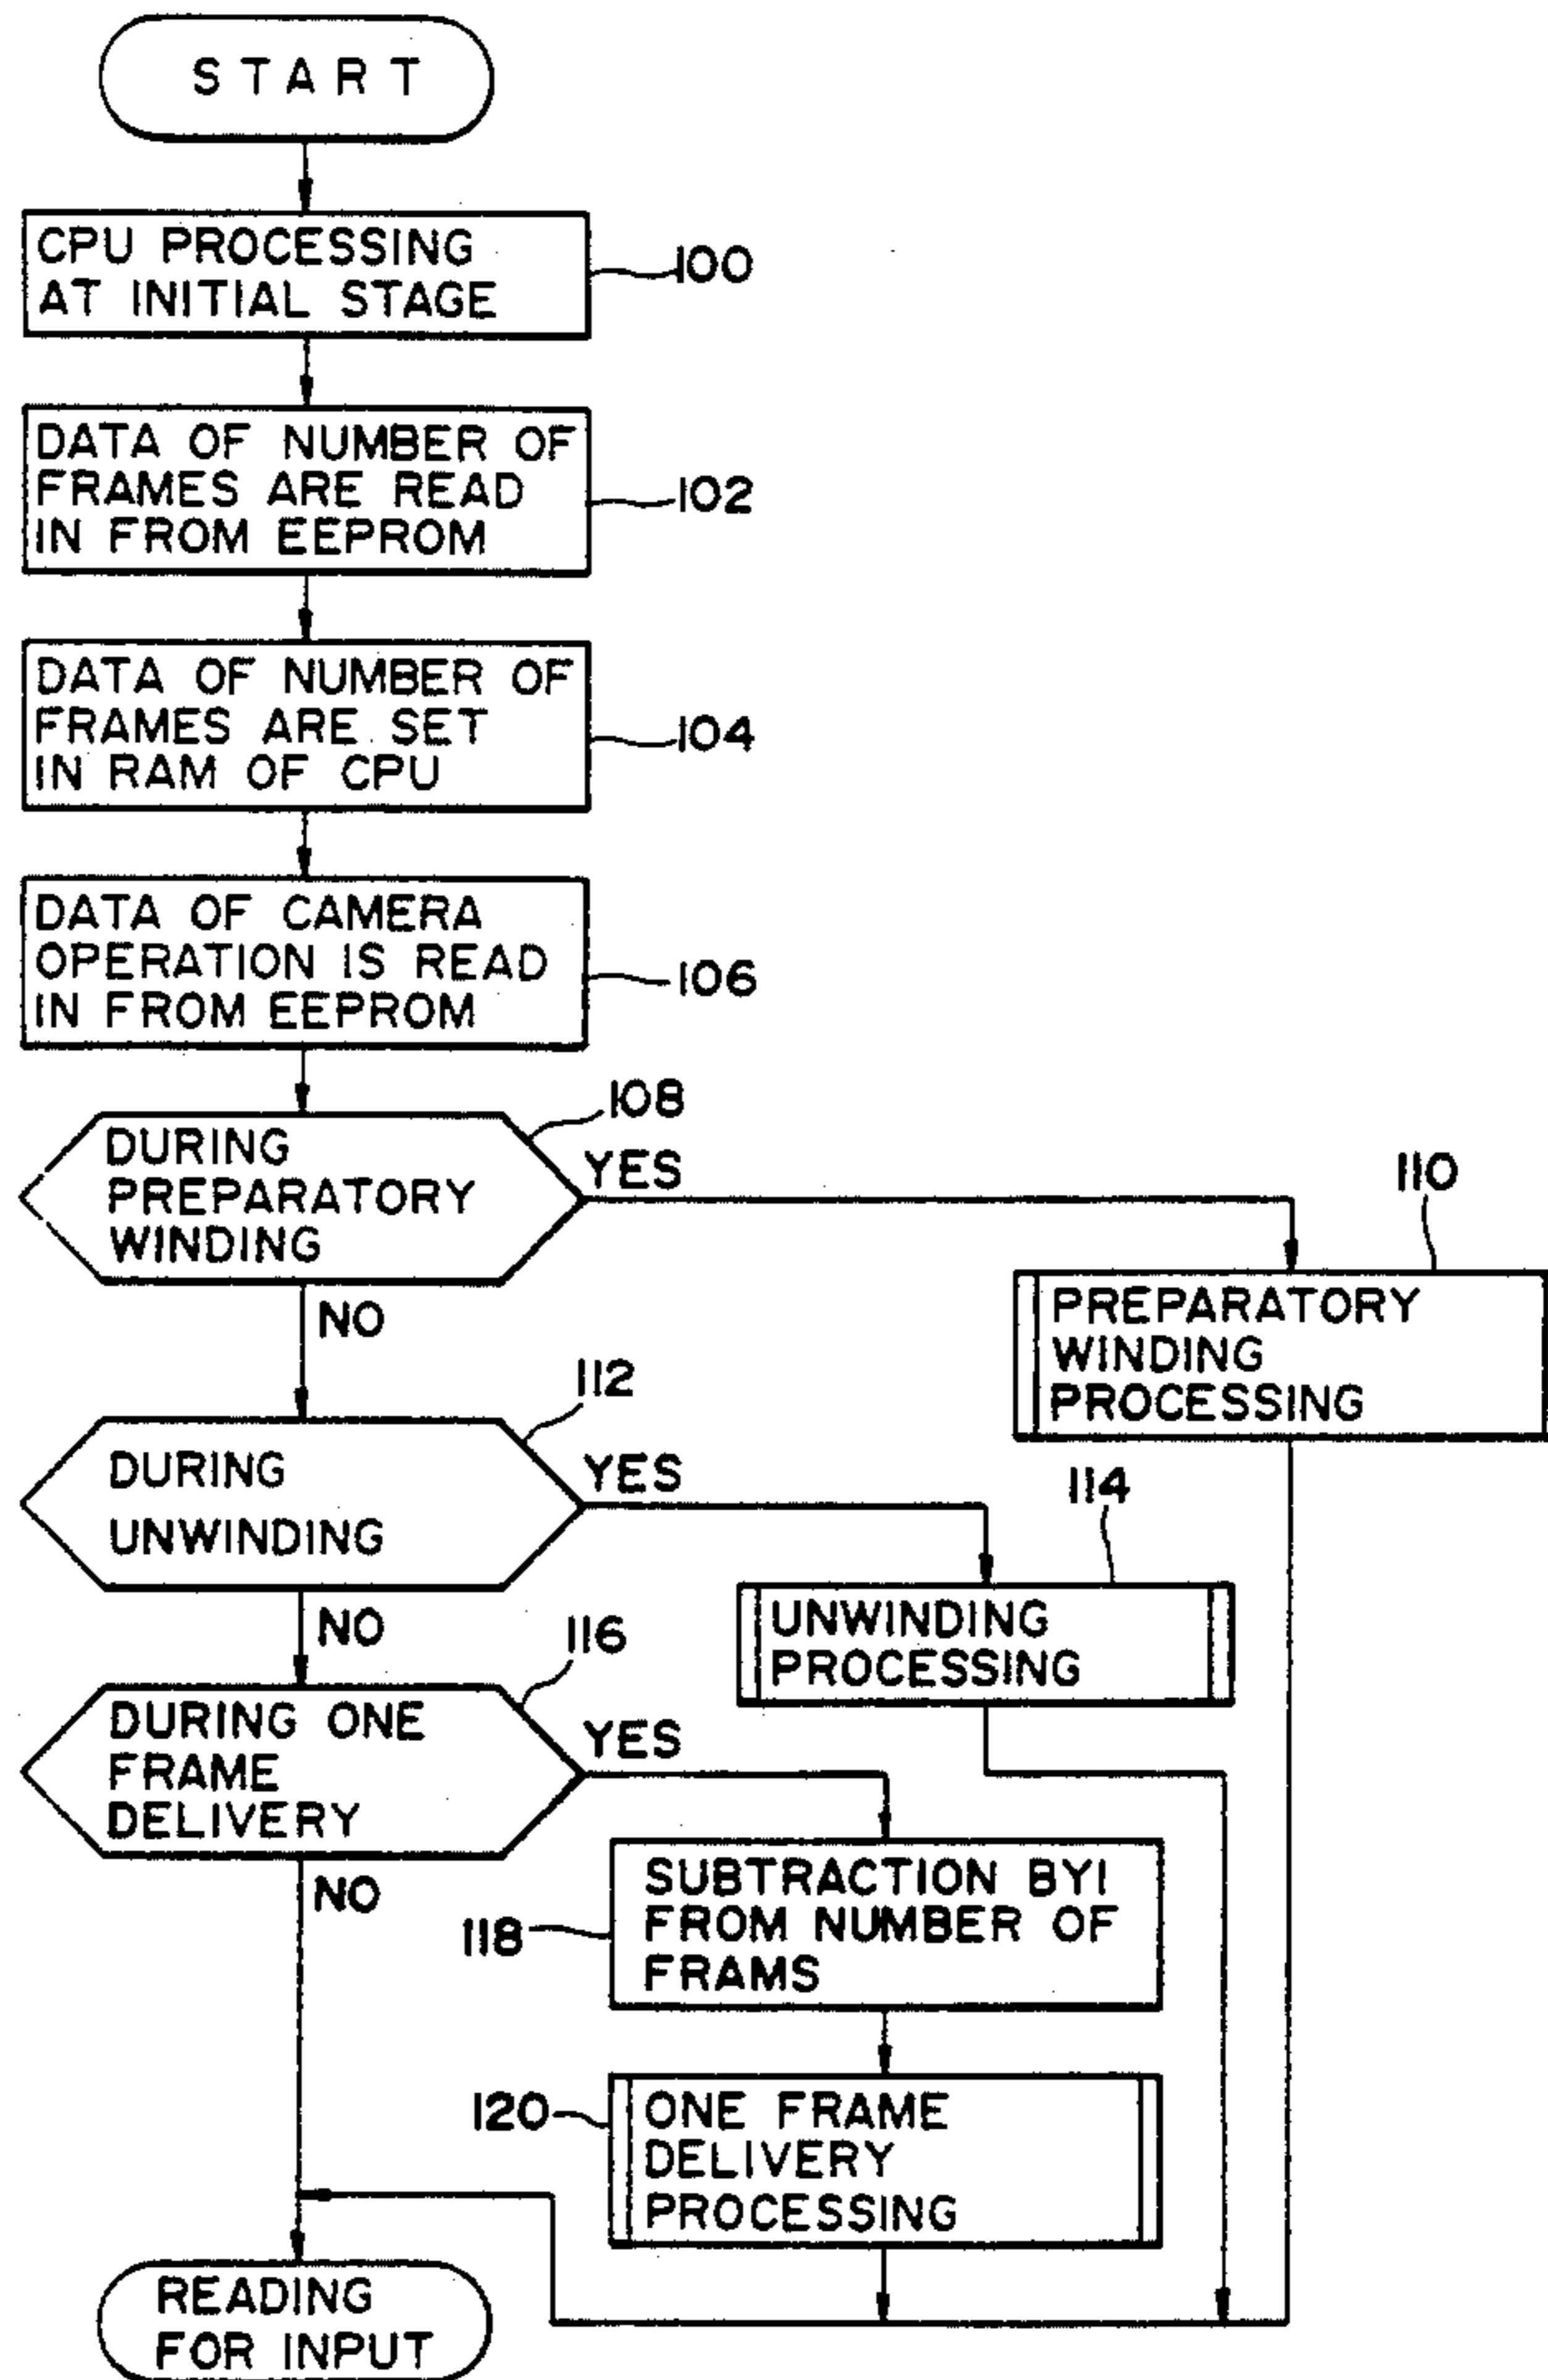 START
CPU PROCESSING
AT INITIAL STAGE
100
DATA OF NUMBER OF
FRAMES ARE READ
IN FROM EEPROM
102
DATA OF NUMBER OF
FRAMES ARE SET
IN RAM OF CPU
104
DATA OF CAMERA
OPERATION IS READ
IN FROM EEPROM
106
108
DURING
PREPARATORY
WINDING
YES
NO
110
PREPARATORY
WINDING
PROCESSING
112
DURING
UNWINDING
YES
NO
114
UNWINDING
PROCESSING
116
DURING ONE
FRAME
DELIVERY
YES
NO
118
SUBTRACTION BY1
FROM NUMBER OF
FRAMS
120
ONE FRAME
DELIVERY
PROCESSING
READING
FOR INPUT